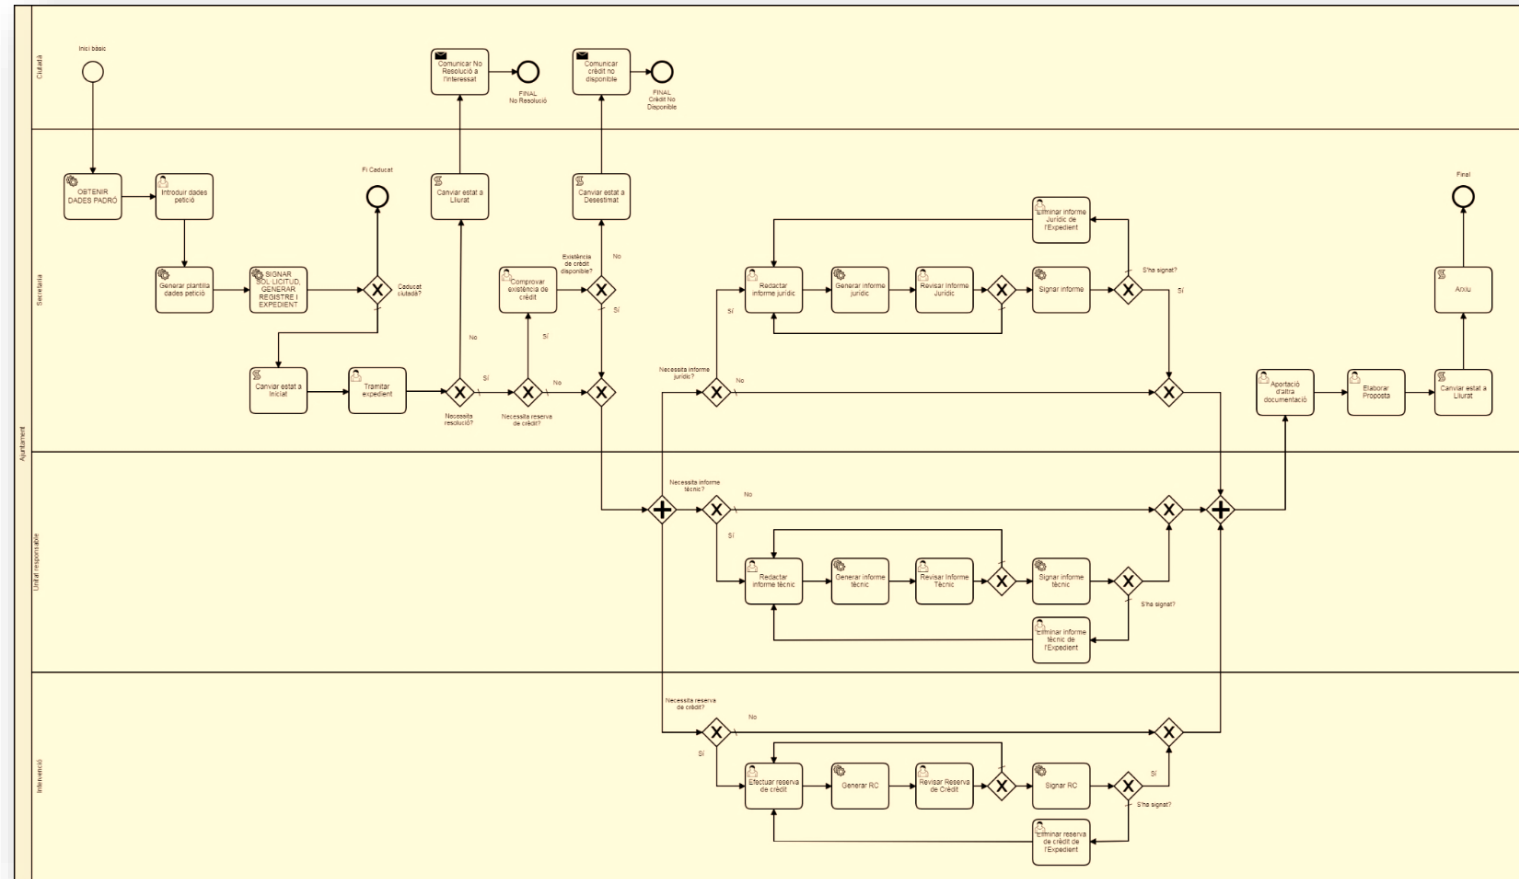 Ajuntament
Ciutadà
Inici bàsic
Comunicar No
Resolució a
l'Interessat
FINAL
No Resolució
Comunicar
crèdit no
disponible
FINAL
Crèdit No
Disponible
Secretaria
OBTENIR
DADES PADRÓ
Introduir dades
petició
Generar plantilla
dades petició
SIGNAR
SOL·LICITUD,
GENERAR
REGISTRE I
EXPEDIENT
Fi Caducat
Caducat
ciutadà?
Canviar estat a
Iniciat
Tramitar
expedient
Canviar estat a
Lliurat
No
Necessita
resolució?
Sí
Necessita reserva
de crèdit?
Sí
No
Comprovar
existència de
crèdit
Canviar estat a
Desestimat
Existència
de crèdit
disponible?
No
Sí
Necessita informe
jurídic?
Sí
No
Redactar
informe jurídic
Generar informe
jurídic
Revisar Informe
Jurídic
Signar informe
Eliminar informe
Jurídic de
l'Expedient
S'ha signat?
Sí
Aportació
d'altra
documentació
Elaborar
Proposta
Canviar estat a
Lliurat
Arxiu
Final
Unitat responsable
Necessita informe
tècnic?
No
Sí
Redactar
informe tècnic
Generar informe
tècnic
Revisar Informe
Tècnic
Signar informe
tècnic
S'ha signat?
Eliminar informe
tècnic de
l'Expedient
Intervenció
Necessita reserva
de crèdit?
No
Sí
Efectuar reserva
de crèdit
Generar RC
Revisar Reserva
de Crèdit
Signar RC
Sí
S'ha signat?
Eliminar reserva
de crèdit de
l'Expedient